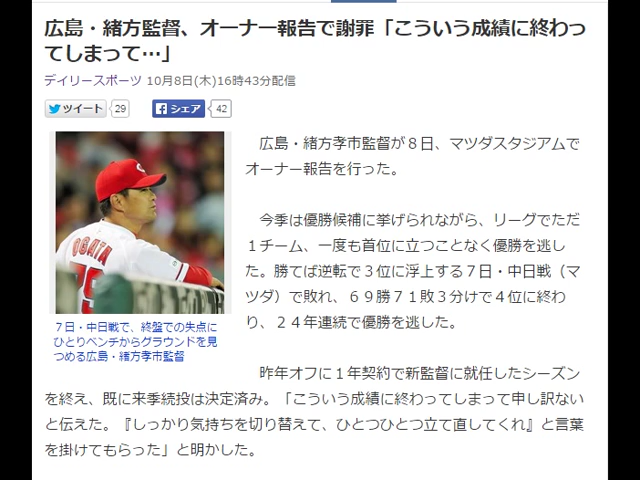 広島・緒方監督、オーナー報告で謝罪「こういう成績に終わっ
てしまって…」
デイリースポーツ 10月8日(木)16時43分配信
ツイート 29 シェア 42
OGATA
79
7日・中日戦で、終盤での失点に
ひとりベンチからグラウンドを見
つめる広島・緒方孝市監督
広島・緒方孝市監督が8日、マツダスタジアムで
オーナー報告を行った。
今季は優勝候補に挙げられながら、リーグでただ
1チーム、一度も首位に立つことなく優勝を逃し
た。勝てば逆転で3位に浮上する7日・中日戦(マ
ツダ)で敗れ、69勝71敗3分けで4位に終わ
り、24年連続で優勝を逃した。
昨年オフに1年契約で新監督に就任したシーズン
を終え、既に来季続投は決定済み。「こういう成績に終わってしまって申し訳ない
と伝えた。『しっかり気持ちを切り替えて、ひとつひとつ立て直してくれ』と言葉
を掛けてもらった」と明かした。